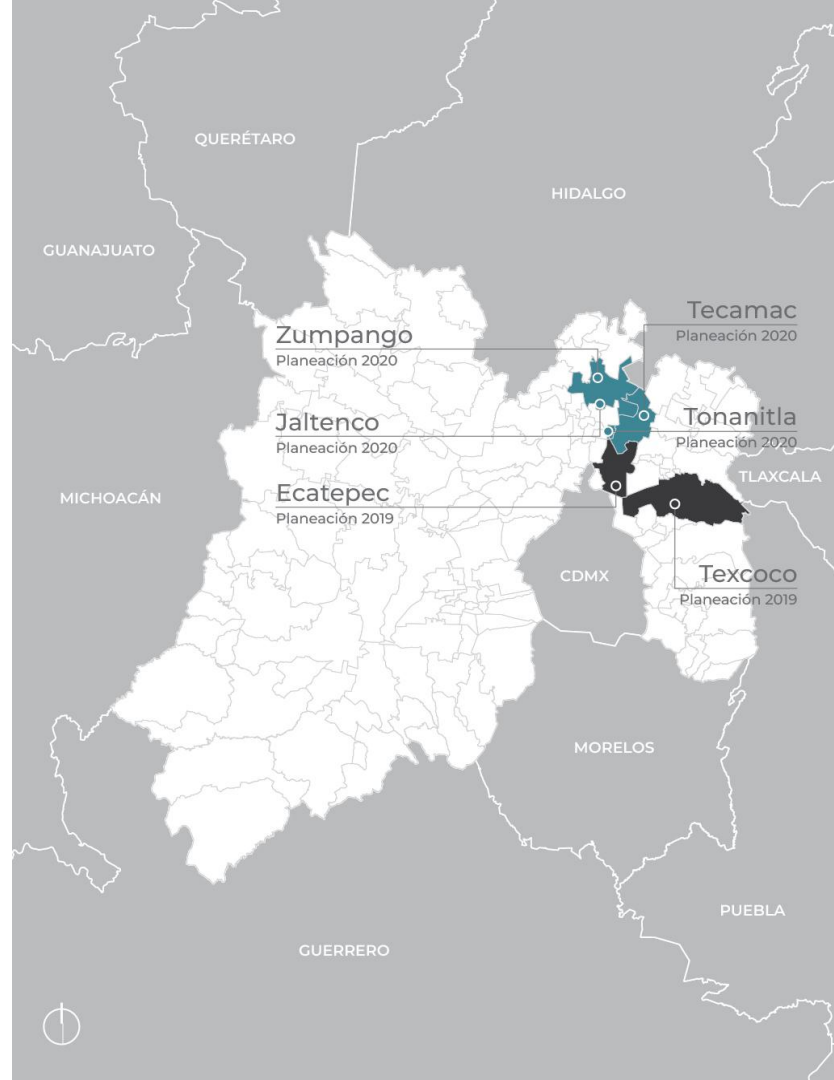 QUERÉTARO
HIDALGO
GUANAJUATO
Tecamac
Planeación 2020
Zumpango
Planeación 2020
Jaltenco
Planeación 2020
Tonanitla
Planeación 2020
Ecatepec
Planeación 2019
TLAXCALA
MICHOACÁN
CDMX
Texcoco
Planeación 2019
MORELOS
PUEBLA
GUERRERO